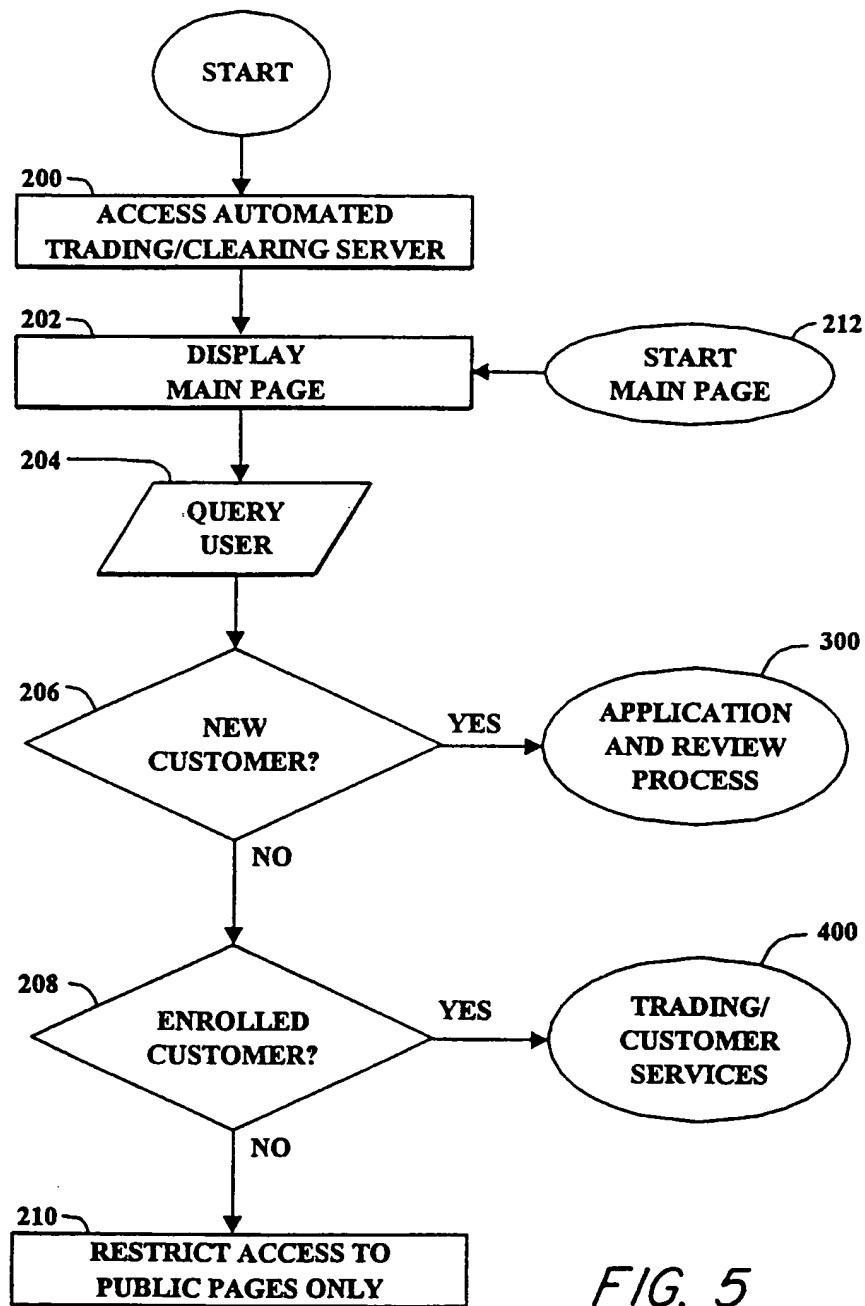 START
200
ACCESS AUTOMATED
TRADING/CLEARING SERVER
202
DISPLAY
MAIN PAGE
212
START
MAIN PAGE
204
QUERY
USER
206
NEW
CUSTOMER?
YES
300
APPLICATION
AND REVIEW
PROCESS
NO
208
ENROLLED
CUSTOMER?
YES
400
TRADING/
CUSTOMER
SERVICES
NO
210
RESTRICT ACCESS TO
PUBLIC PAGES ONLY
FIG. 5